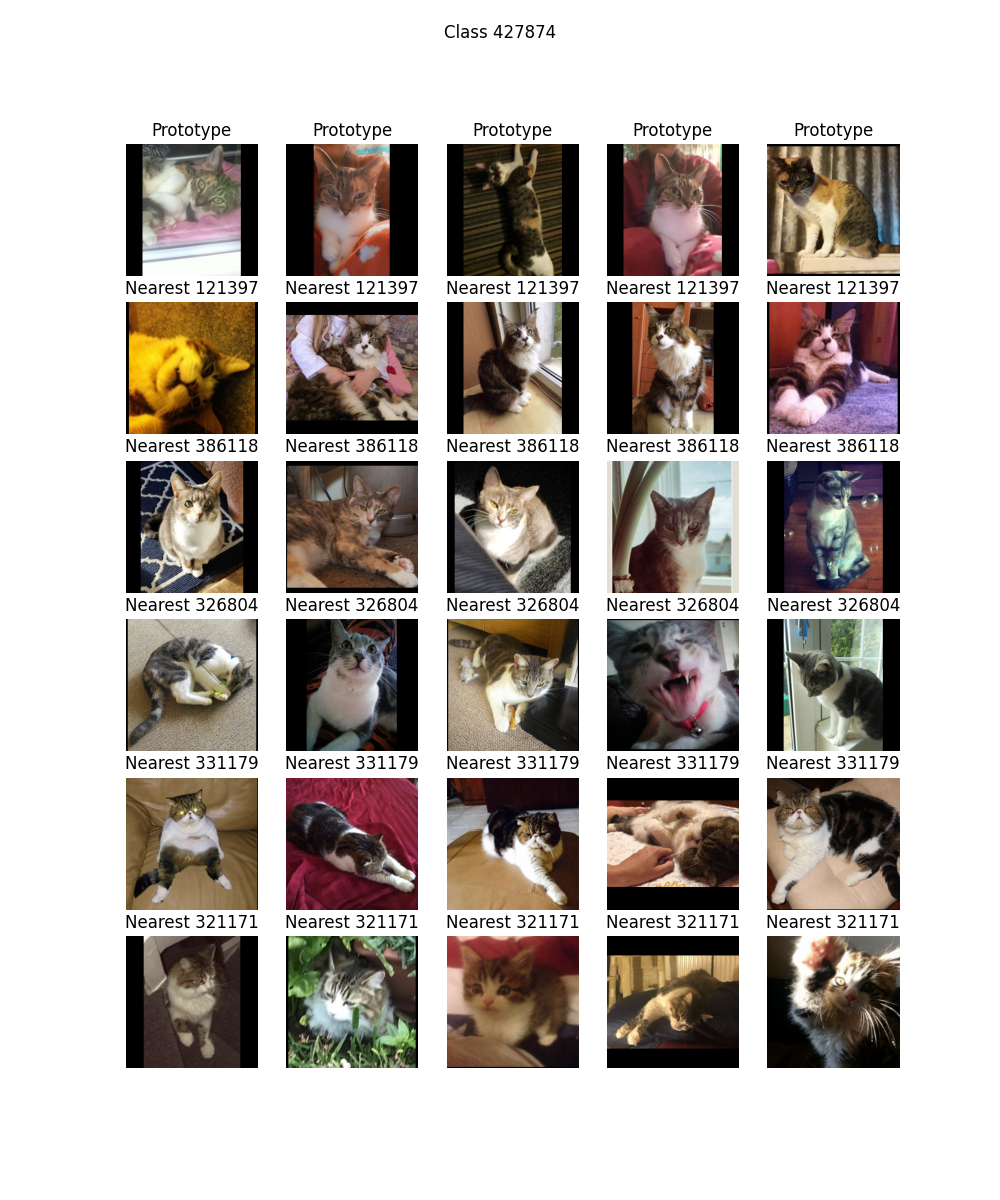 Class 427874
Prototype Prototype Prototype Prototype Prototype
Nearest 121397 Nearest 121397 Nearest 121397 Nearest 121397 Nearest 121397
Nearest 386118 Nearest 386118 Nearest 386118 Nearest 386118 Nearest 386118
Nearest 326804 Nearest 326804 Nearest 326804 Nearest 326804 Nearest 326804
Nearest 331179 Nearest 331179 Nearest 331179 Nearest 331179 Nearest 331179
Nearest 321171 Nearest 321171 Nearest 321171 Nearest 321171 Nearest 321171